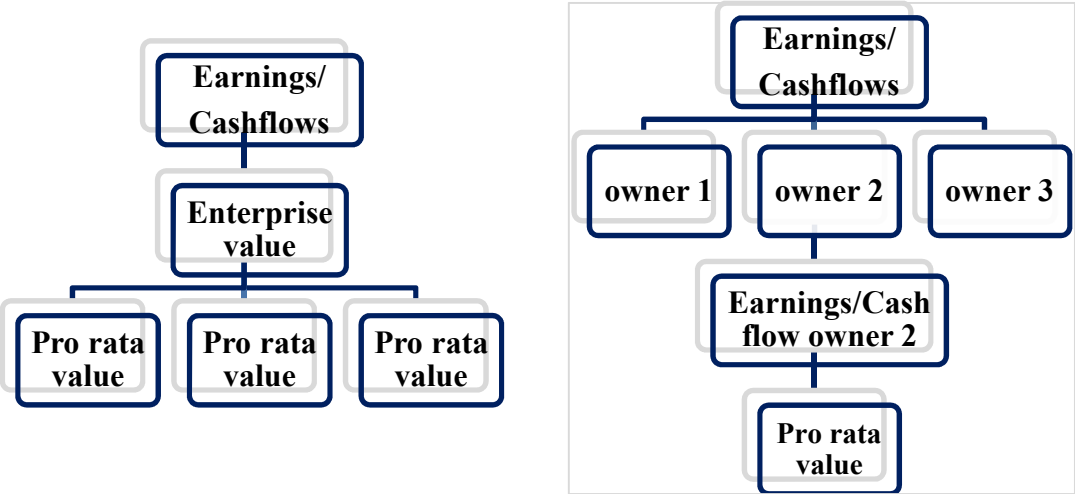 Earnings/
Cashflows
Enterprise
value
Pro rata
value
Pro rata
value
Pro rata
value
Earnings/
Cashflows
owner 1
owner 2
owner 3
Earnings/Cash
flow owner 2
Pro rata
value